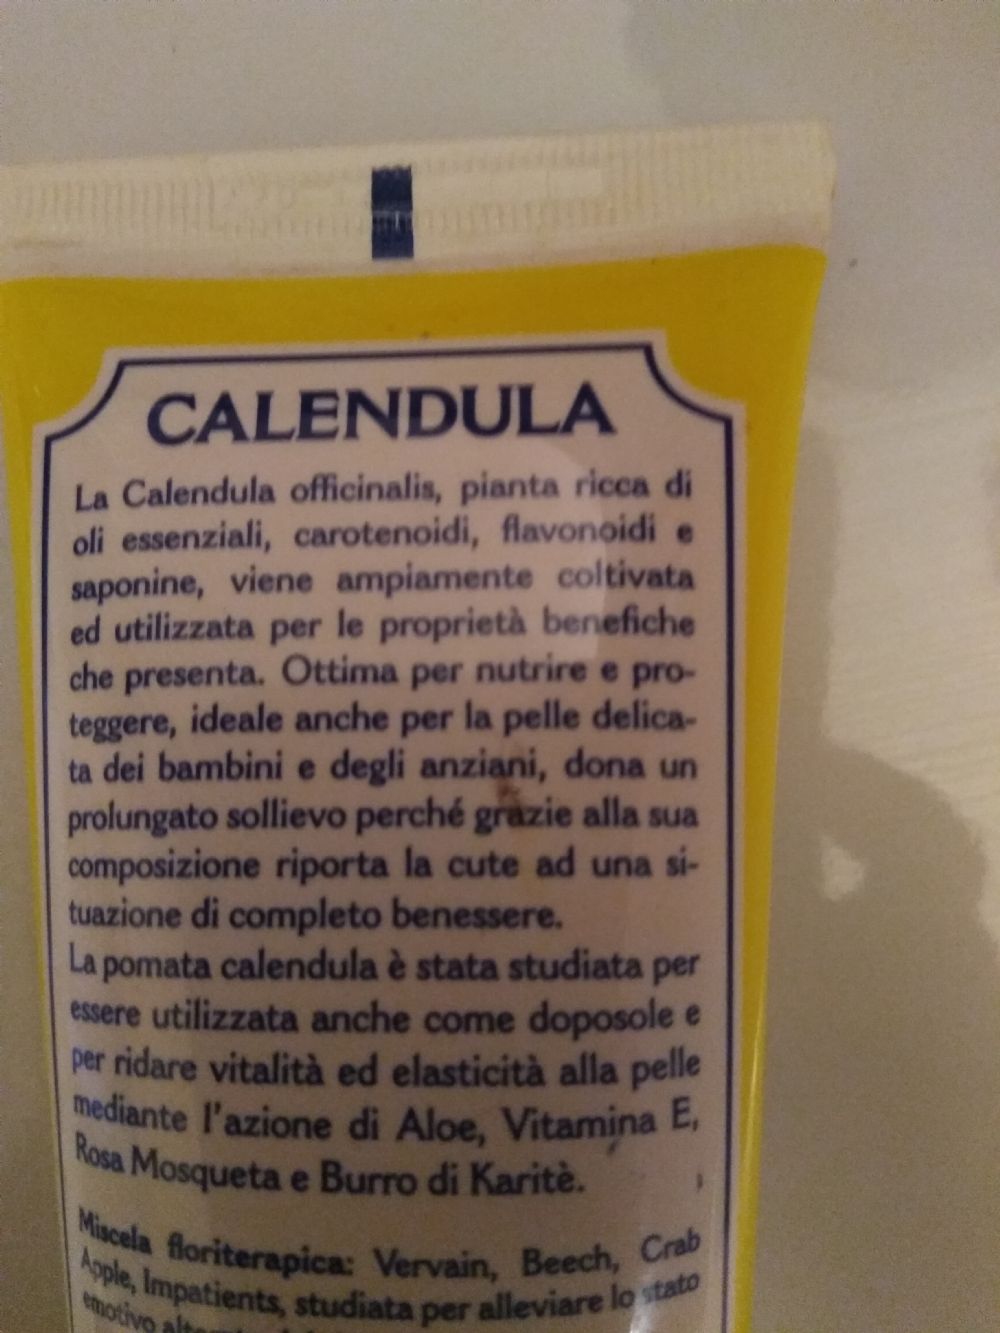 CALENDULA
La Calendula officinalis, pianta ricca di
oli essenziali, carotenoidi, flavonoidi e
saponine, viene ampiamente coltivata
ed utilizzata per le proprietà benefiche
che presenta. Ottima per nutrire e pro-
teggere, ideale anche per la pelle delica-
ta dei bambini e degli anziani, dona un
prolungato sollievo perché grazie alla sua
composizione riporta la cute ad una si-
tuazione di completo benessere.
La pomata calendula è stata studiata per
essere utilizzata anche come doposole e
per ridare vitalità ed elasticità alla pelle
mediante l'azione di Aloe, Vitamina E,
Rosa Mosqueta e Burro di Karitè.
Miscela floriterapica: Vervain, Beech, Crab
Apple, Impatients, studiata per alleviare lo stato
emotivo